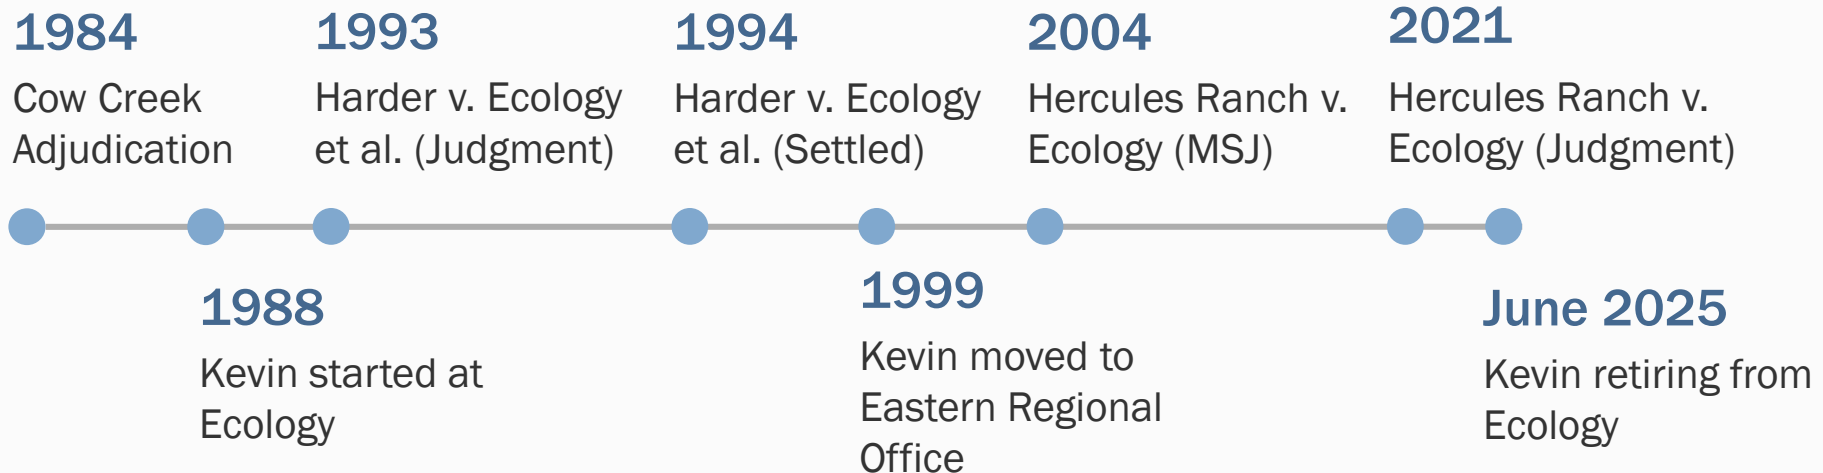 1984
Cow Creek
Adjudication
1993
Harder v. Ecology
et al. (Judgment)
1994
Harder v. Ecology
et al. (Settled)
2004
Hercules Ranch v.
Ecology (MSJ)
2021
Hercules Ranch v.
Ecology (Judgment)
1988
Kevin started at
Ecology
1999
Kevin moved to
Eastern Regional
Office
June 2025
Kevin retiring from
Ecology